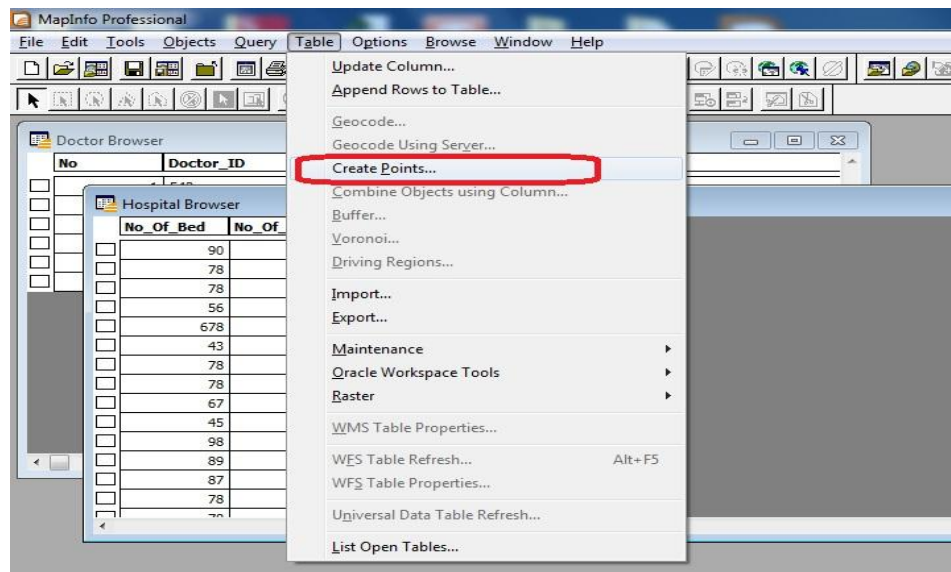 MapInfo Professional
File Edit Tools Objects Query Table Options Browse Window Help
Update Column...
Append Rows to Table...
Geocode...
Geocode Using Server...
Create Points...
Combine Objects using Column...
Buffer...
Voronoi...
Driving Regions...
Import...
Export...
Maintenance
Oracle Workspace Tools
Raster
WMS Table Properties...
WFS Table Refresh... Alt+F5
WFS Table Properties...
Universal Data Table Refresh...
List Open Tables...
Doctor Browser
No Doctor_ID
Hospital Browser
No_Of_Bed No_Of_
90
78
78
56
678
43
78
78
67
45
98
89
87
78